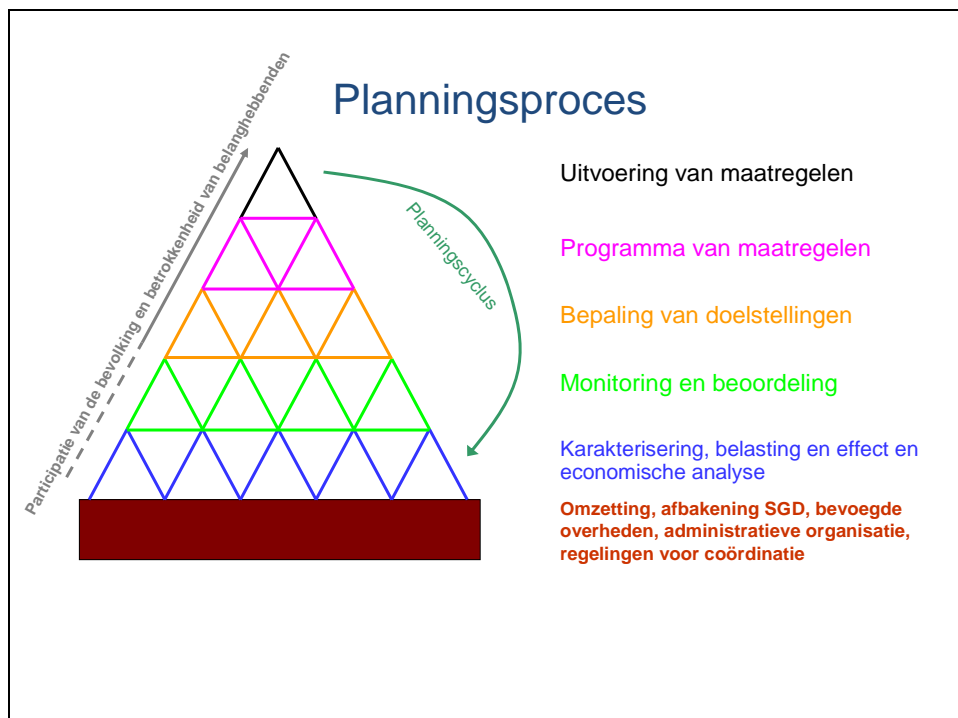 Planningsproces
Participatie van de bevolking en betrokkenheid van belanghebbenden
Planningscyclus
Uitvoering van maatregelen
Programma van maatregelen
Bepaling van doelstellingen
Monitoring en beoordeling
Karakterisering, belasting en effect en
economische analyse
Omzetting, afbakening SGD, bevoegde
overheden, administratieve organisatie,
regelingen voor coördinatie